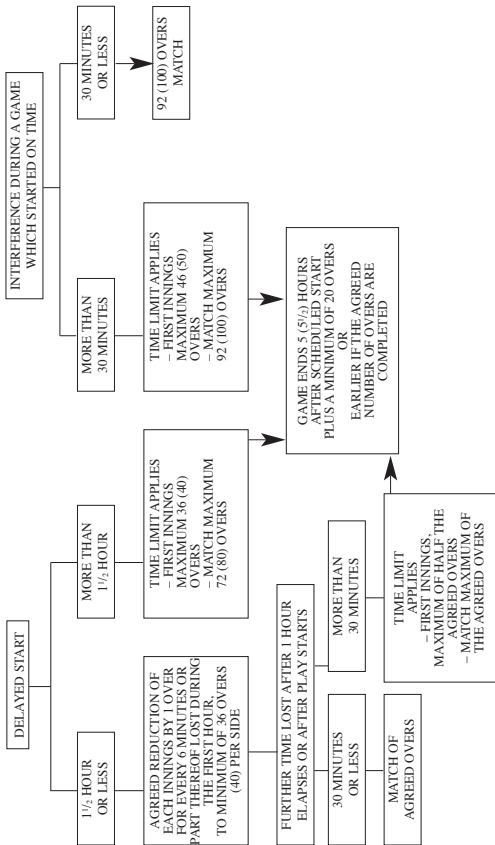 DELAYED START
1½ HOUR
OR LESS
MORE THAN
1½ HOUR
AGREED REDUCTION OF
EACH INNINGS BY 1 OVER
FOR EVERY 6 MINUTES OR
PART THEREOF LOST DURING
THE FIRST HOUR,
TO MINIMUM OF 36 OVERS
(40) PER SIDE
TIME LIMIT APPLIES
– FIRST INNINGS
MAXIMUM 36 (40)
OVERS
– MATCH MAXIMUM
72 (80) OVERS
FURTHER TIME LOST AFTER 1 HOUR
ELAPSES OR AFTER PLAY STARTS
30 MINUTES
OR LESS
MORE THAN
30 MINUTES
MATCH OF
AGREED OVERS
TIME LIMIT
APPLIES
– FIRST INNINGS,
MAXIMUM OF HALF THE
AGREED OVERS
– MATCH MAXIMUM OF
THE AGREED OVERS
INTERFERENCE DURING A GAME
WHICH STARTED ON TIME
MORE THAN
30 MINUTES
30 MINUTES
OR LESS
TIME LIMIT APPLIES
– FIRST INNINGS
MAXIMUM 46 (50)
OVERS
– MATCH MAXIMUM
92 (100) OVERS
92 (100) OVERS
MATCH
GAME ENDS 5 (5½) HOURS
AFTER SCHEDULED START
PLUS A MINIMUM OF 20 OVERS
OR
EARLIER IF THE AGREED
NUMBER OF OVERS ARE
COMPLETED